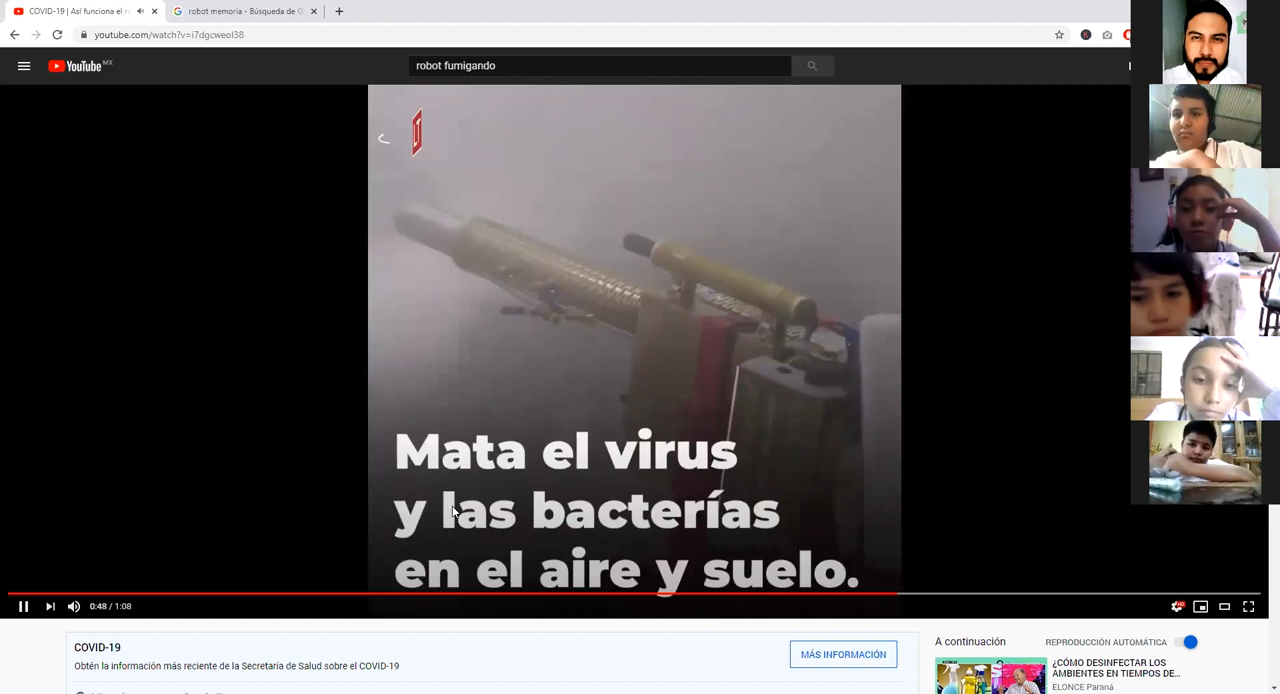 COVID-19 | Así funciona el ro
robot memoria - Búsqueda de G
youtube.com/watch?v=i7dgcweoI38
YouTube MX
robot fumigando
Mata el virus
y las bacterías
en el aire y suelo.
0:48 / 1:08
HD
COVID-19
Obtén la información más reciente de la Secretaría de Salud sobre el COVID-19
MÁS INFORMACIÓN
A continuación
REPRODUCCIÓN AUTOMÁTICA
¿CÓMO DESINFECTAR LOS
AMBIENTES EN TIEMPOS DE...
ELONCE Paraná